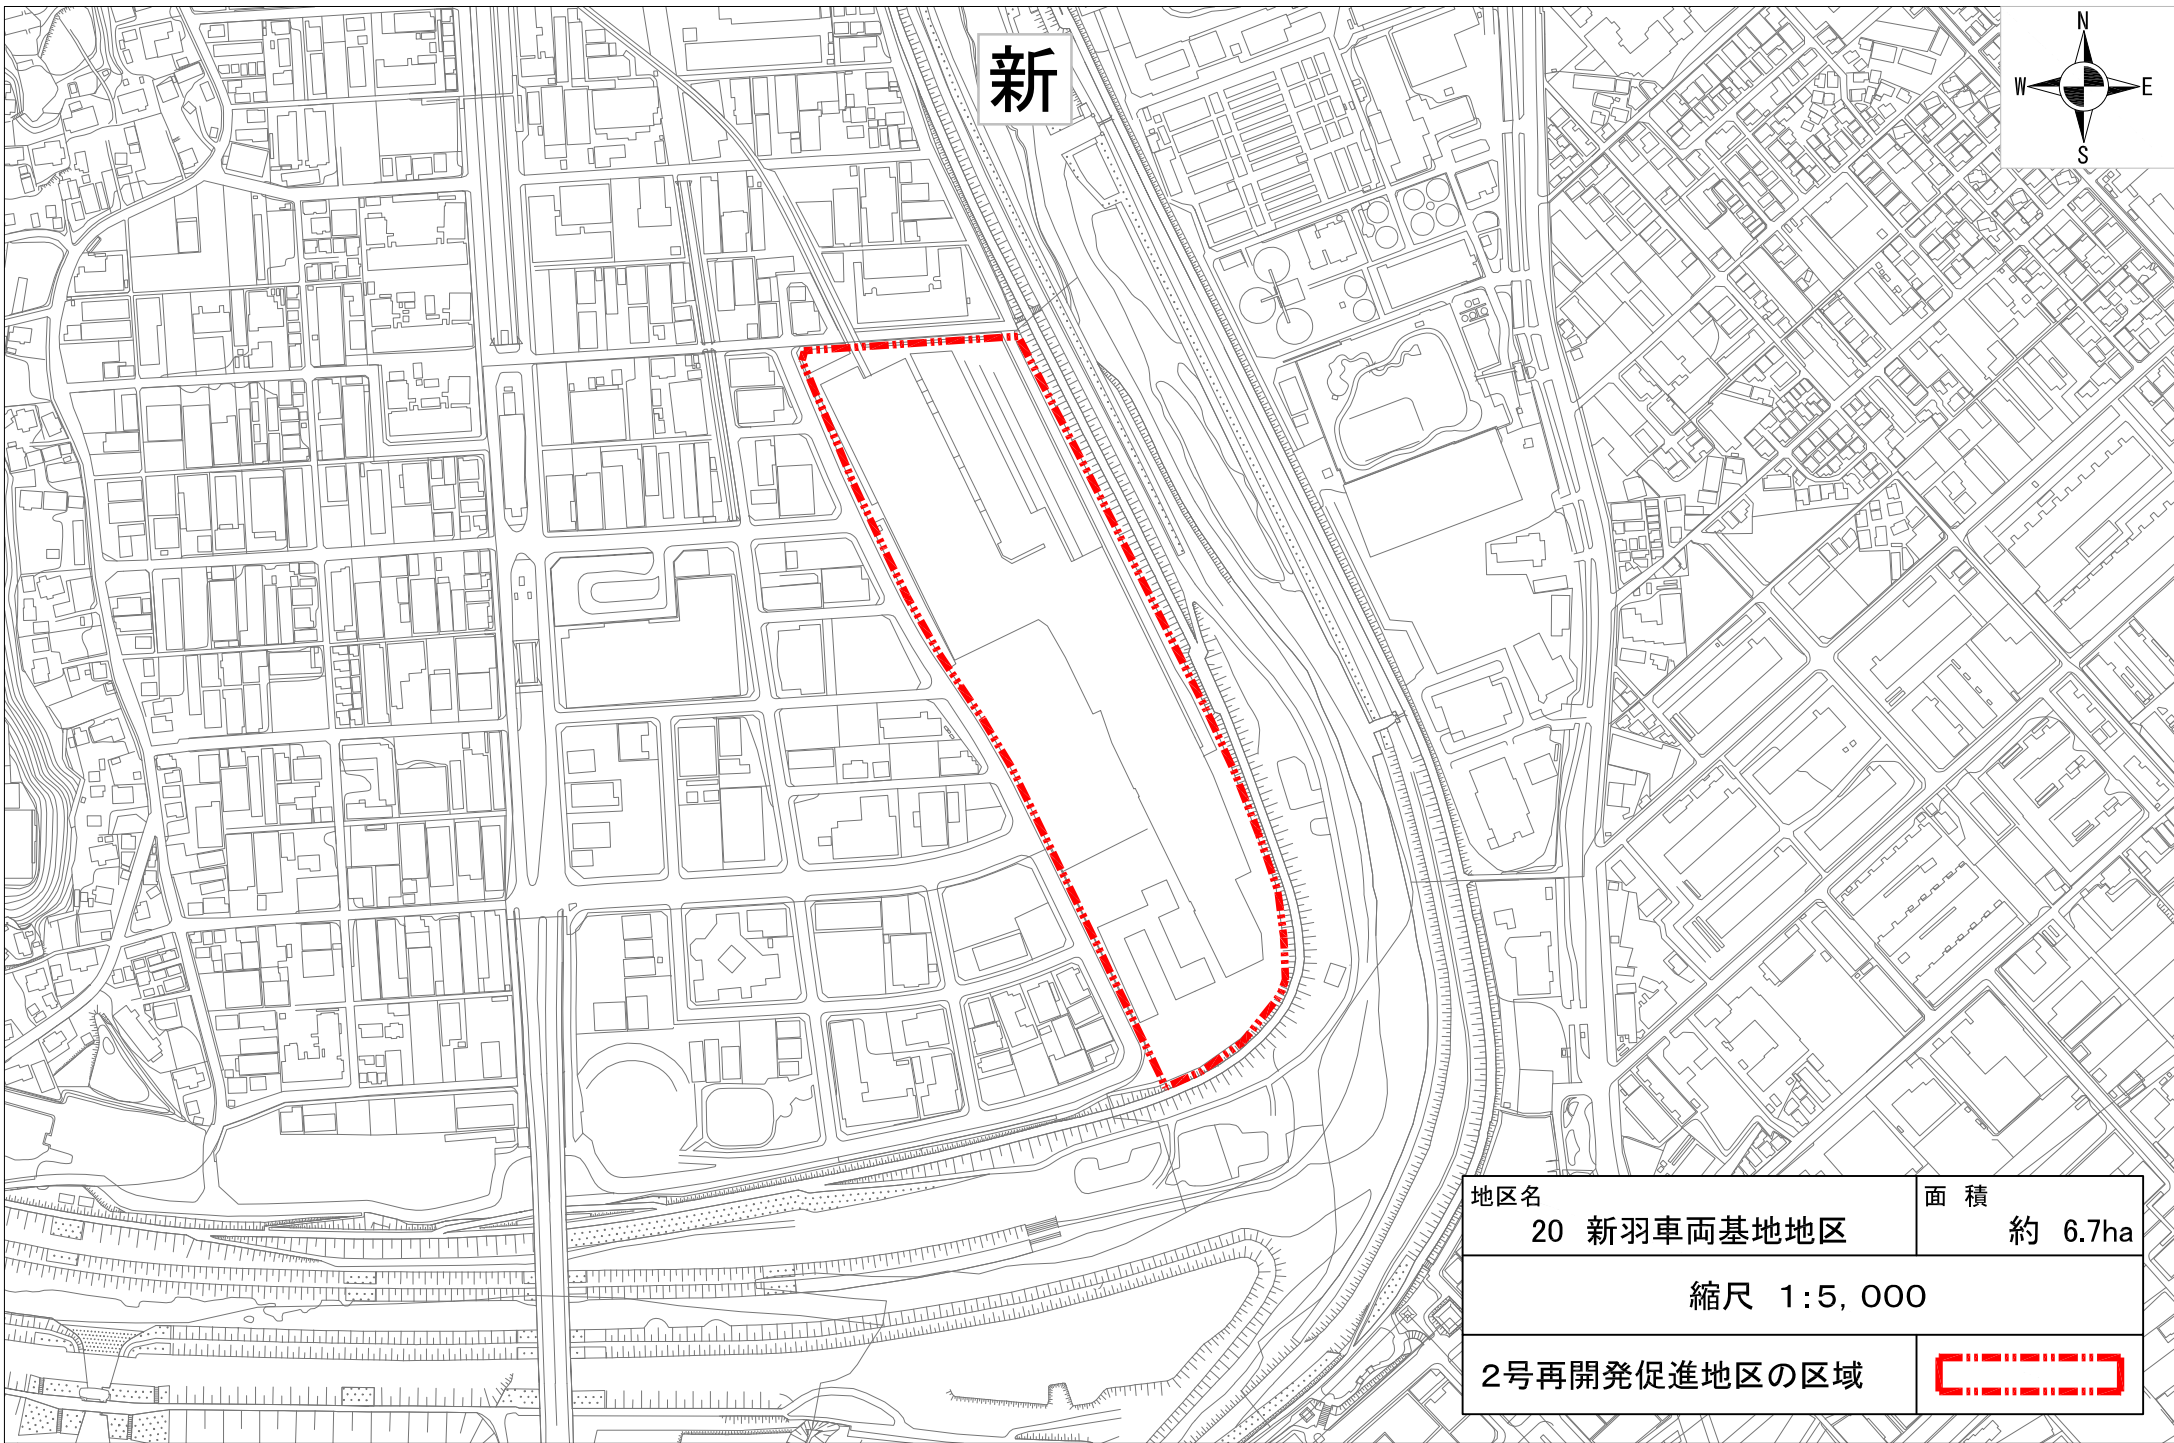 新
N
W E
S
地区名
20 新羽車両基地地区
面 積
約 6.7ha
縮尺 1:5,000
2号再開発促進地区の区域